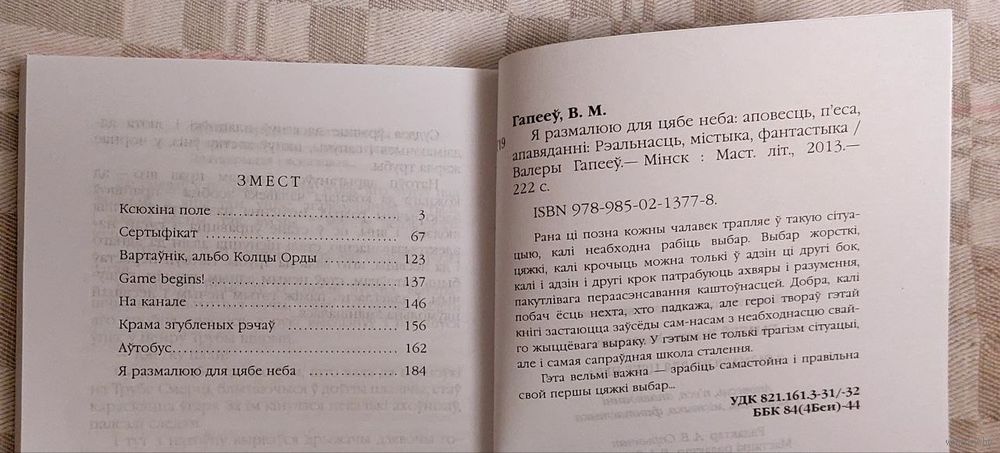 ЗМЕСТ
Ксюхіна поле ........................ 3
Сертыфікат ........................ 67
Вартаўнік, альбо Колцы Орды ........ 123
Game begins! ........................ 137
На канале ........................ 146
Крама згубленых рэчаў ................ 156
Аўтобус ........................ 162
Я размалюю для цябе неба ............ 184
Гапееў, В. М.
19
Я размалюю для цябе неба: аповесць, п'еса,
апавяданні: Рэальнасць, містыка, фантастыка /
Валеры Гапееў.— Мінск : Маст. літ., 2013.—
222 с.
ISBN 978-985-02-1377-8.
Рана ці позна кожны чалавек трапляе ў такую сітуа-
цыю, калі неабходна рабіць выбар. Выбар жорсткі,
цяжкі, калі крочыць можна толькі ў адзін ці другі бок,
калі і адзін і другі крок патрабуюць ахвяры і разумення,
пакутлівага пераасэнсавання каштоўнасцей. Добра, калі
побач ёсць нехта, хто падкажа, але героі твораў гэтай
кнігі застаюцца заўсёды сам-насам з неабходнасцю свай-
го жыццёвага выраку. У гэтым не толькі трагізм сітуацыі,
але і самая сапраўдная школа сталення.
Гэта вельмі важна — зрабіць самастойна і правільна
свой першы цяжкі выбар...
УДК 821.161.3-31/-32
ББК 84(4Беи)-44